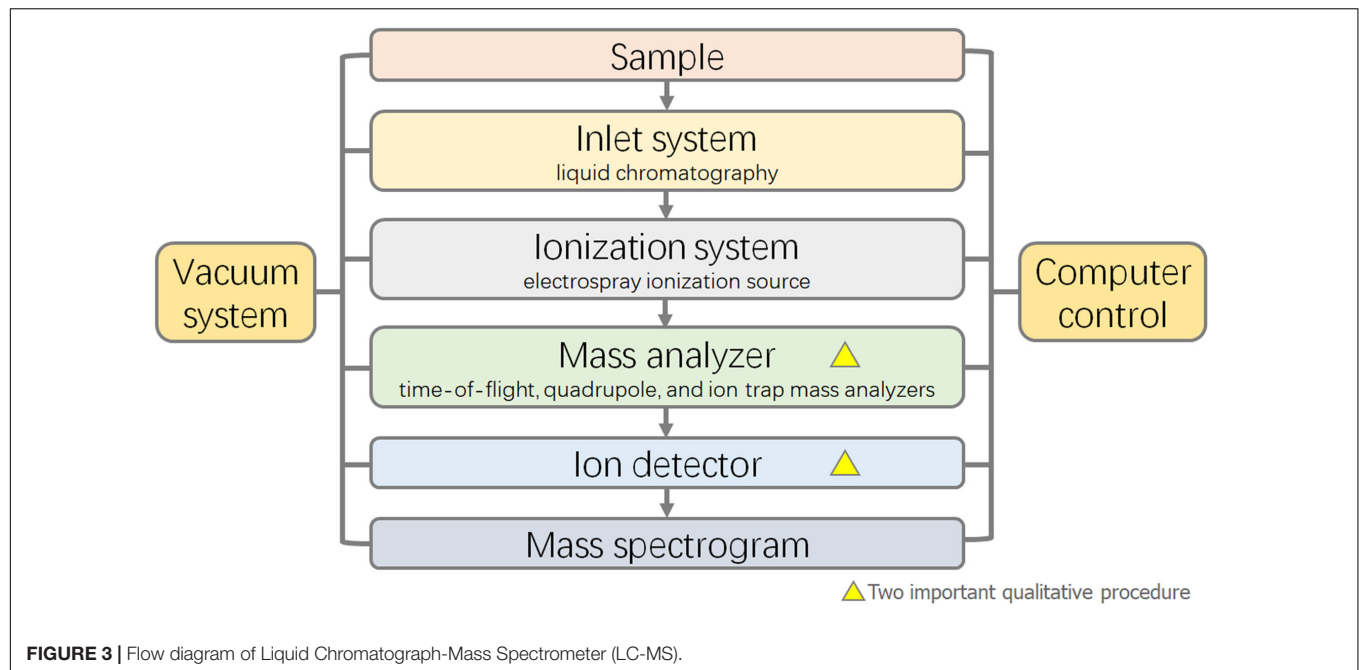 Sample
Inlet system
liquid chromatography
Ionization system
electrospray ionization source
Vacuum
system
Computer
control
Mass analyzer
time-of-flight, quadrupole, and ion trap mass analyzers
Ion detector
Mass spectrogram
Two important qualitative procedure
FIGURE 3 | Flow diagram of Liquid Chromatograph-Mass Spectrometer (LC-MS).